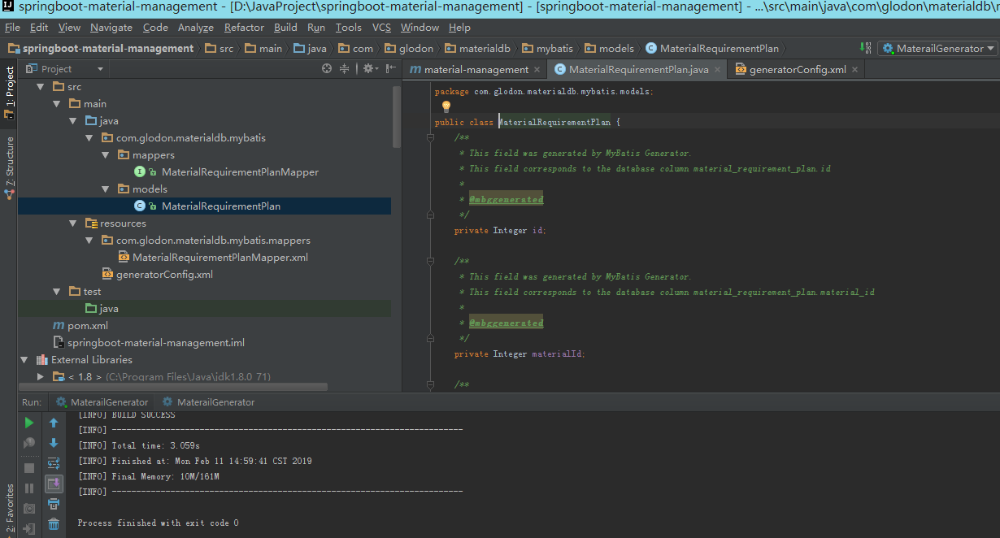 springboot-material-management - [D:\JavaProject\springboot-material-management] - [springboot-material-management] - ...\src\main\java\com\glodon\materialdb\m
File Edit View Navigate Code Analyze Refactor Build Run Tools VCS Window Help
springboot-material-management src main java com glodon materialdb mybatis models MaterialRequirementPlan MaterailGenerator
Project
material-management MaterialRequirementPlan.java generatorConfig.xml
1: Project
7: Structure
2: Favorites
src
main
java
com.glodon.materialdb.mybatis
mappers
MaterialRequirementPlanMapper
models
MaterialRequirementPlan
resources
com.glodon.materialdb.mybatis.mappers
MaterialRequirementPlanMapper.xml
generatorConfig.xml
test
java
pom.xml
springboot-material-management.iml
External Libraries
< 1.8 > (C:\Program Files\Java\jdk1.8.0_71)
package com.glodon.materialdb.mybatis.models;
public class MaterialRequirementPlan {
/**
* This field was generated by MyBatis Generator.
* This field corresponds to the database column material_requirement_plan.id
*
* @mbggenerated
*/
private Integer id;
/**
* This field was generated by MyBatis Generator.
* This field corresponds to the database column material_requirement_plan.material_id
*
* @mbggenerated
*/
private Integer materialId;
/**
Run: MaterailGenerator MaterailGenerator
[INFO] BUILD SUCCESS
[INFO] ------------------------------------------------------------------------
[INFO] Total time: 3.059s
[INFO] Finished at: Mon Feb 11 14:59:41 CST 2019
[INFO] Final Memory: 10M/161M
[INFO] ------------------------------------------------------------------------
Process finished with exit code 0